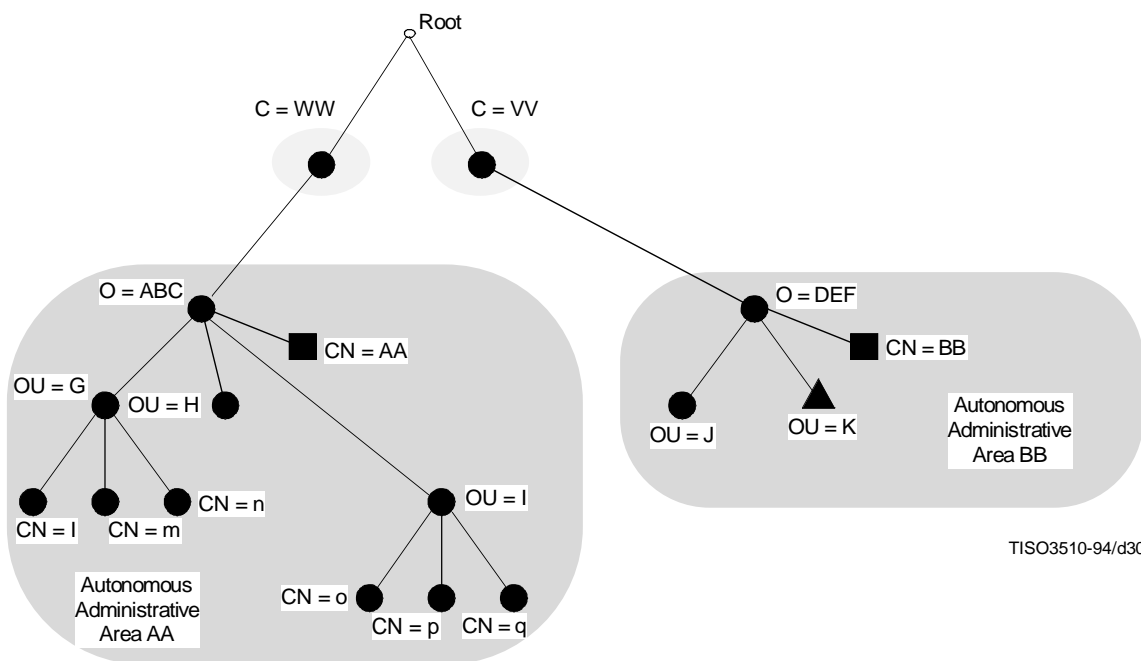 Root
C = WW
C = VV
O = ABC
O = DEF
CN = AA
CN = BB
OU = G
OU = H
OU = J
OU = K
Autonomous
Administrative
Area BB
CN = l
CN = m
CN = n
OU = I
TISO3510-94/d30
Autonomous
Administrative
Area AA
CN = o
CN = p
CN = q